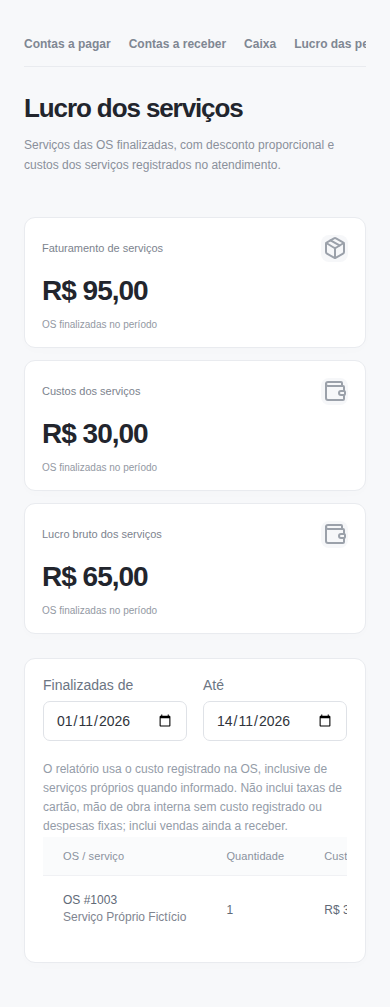 Contas a pagar Contas a receber Caixa Lucro das pe
Lucro dos serviços
Serviços das OS finalizadas, com desconto proporcional e
custos dos serviços registrados no atendimento.
Faturamento de serviços
R$ 95,00
OS finalizadas no período
Custos dos serviços
R$ 30,00
OS finalizadas no período
Lucro bruto dos serviços
R$ 65,00
OS finalizadas no período
Finalizadas de Até
01/11/2026 14/11/2026
O relatório usa o custo registrado na OS, inclusive de
serviços próprios quando informado. Não inclui taxas de
cartão, mão de obra interna sem custo registrado ou
despesas fixas; inclui vendas ainda a receber.
OS / serviço Quantidade Cust
OS #1003
Serviço Próprio Fictício 1 R$ 3